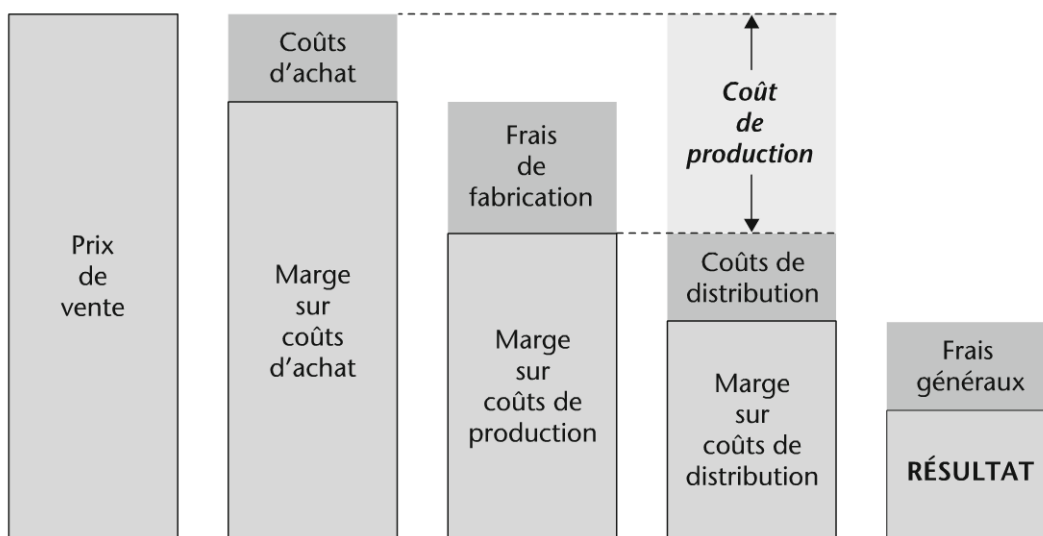 Prix
de
vente
Coûts
d'achat
Marge
sur
coûts
d'achat
Frais
de
fabrication
Marge
sur
coûts de
production
Coût
de
production
Coûts de
distribution
Marge
sur
coûts de
distribution
Frais
généraux
RÉSULTAT